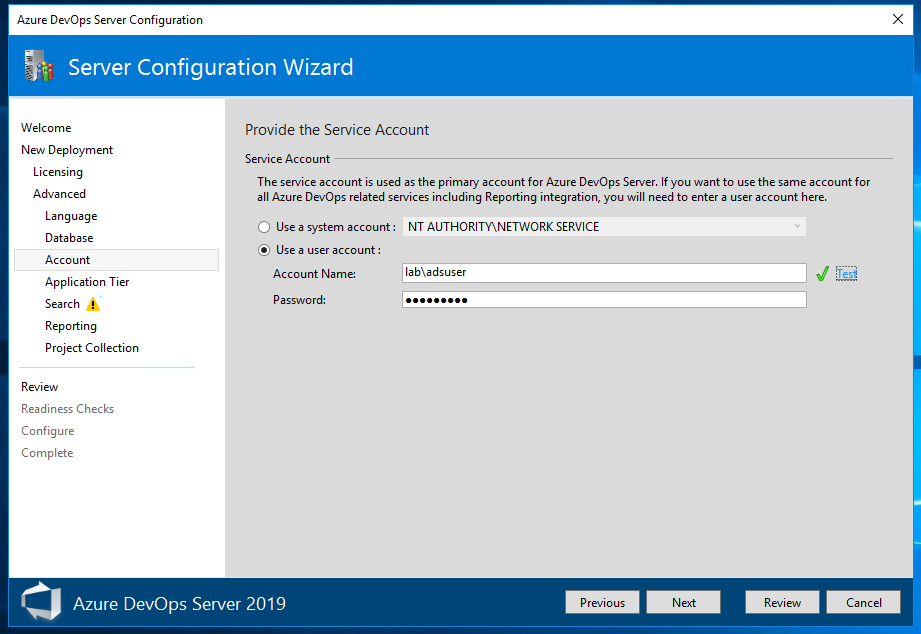 Azure DevOps Server Configuration
Server Configuration Wizard
Welcome
New Deployment
Licensing
Advanced
Language
Database
Account
Application Tier
Search
Reporting
Project Collection
Review
Readiness Checks
Configure
Complete
Provide the Service Account
Service Account
The service account is used as the primary account for Azure DevOps Server. If you want to use the same account for
all Azure DevOps related services including Reporting integration, you will need to enter a user account here.
Use a system account : NT AUTHORITY\NETWORK SERVICE
Use a user account :
Account Name: lab\adsuser Test
Password: ●●●●●●●●●
Azure DevOps Server 2019
Previous Next Review Cancel